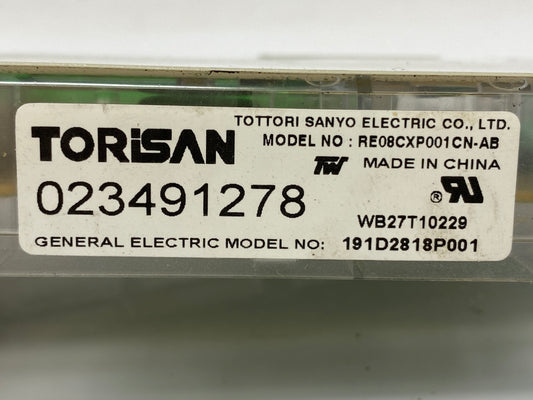 TORiSAN
TOTTORI SANYO ELECTRIC CO., LTD.
MODEL NO : RE08CXP001CN-AB
MADE IN CHINA
023491278
WB27T10229
GENERAL ELECTRIC MODEL NO: 191D2818P001